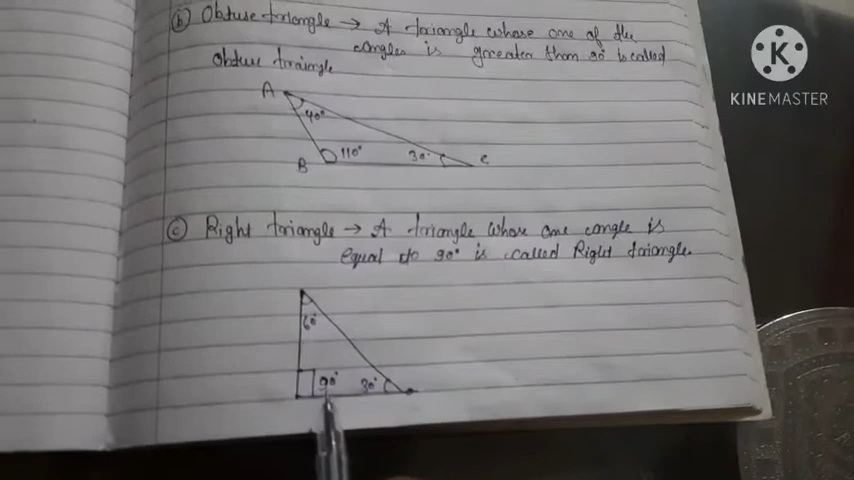 (b) Obtuse triangle → A triangle whose one of the
angles is greater than 90° is called
obtuse traingle
A
40°
B 110° 30° C
(c) Right triangle → A triangle whose one angle is
equal to 90° is called Right triangle.
60°
90° 30°
K
KINEMASTER